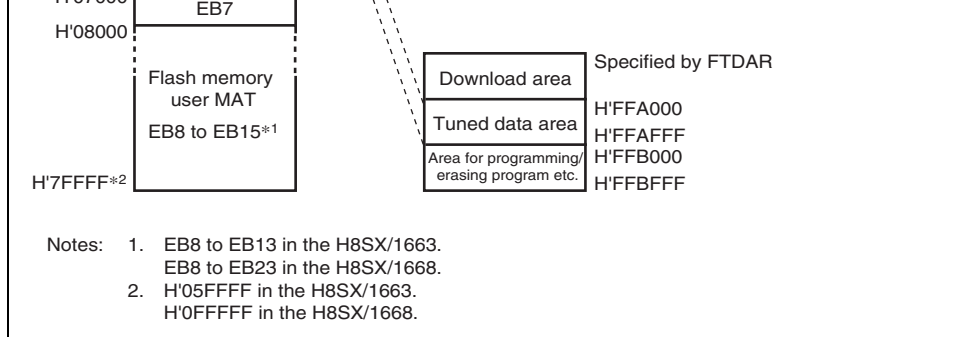 EB7
H'08000
Flash memory
user MAT
EB8 to EB15*1
H'7FFFF*2
Download area
Specified by FTDAR
H'FFA000
Tuned data area
H'FFAFFF
H'FFB000
Area for programming/
erasing program etc.
H'FFBFFF
Notes: 1. EB8 to EB13 in the H8SX/1663.
EB8 to EB23 in the H8SX/1668.
2. H'05FFFF in the H8SX/1663.
H'0FFFFF in the H8SX/1668.